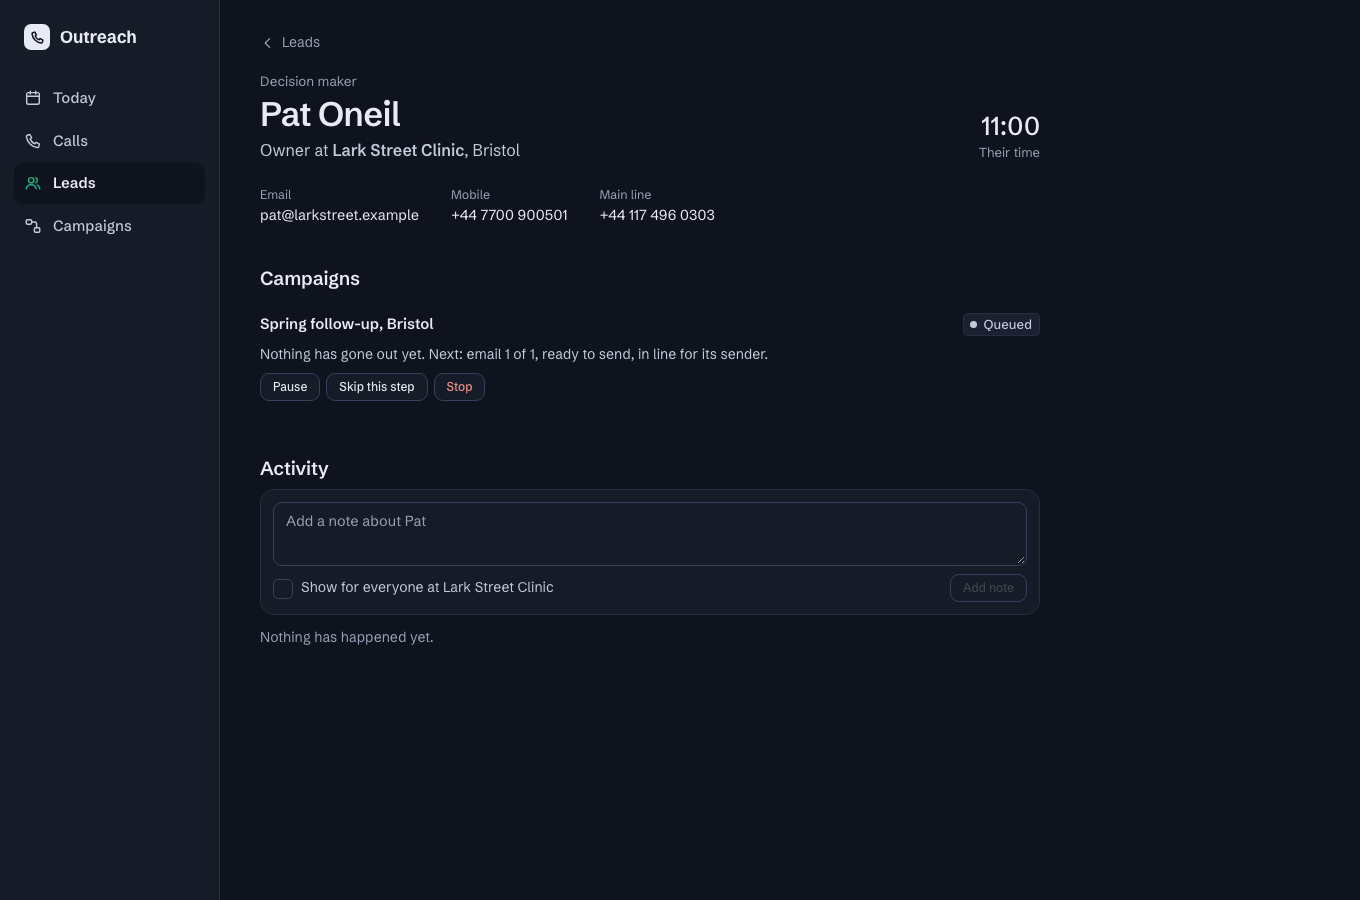 Outreach
Today
Calls
Leads
Campaigns
Leads
Decision maker
Pat Oneil
Owner at Lark Street Clinic, Bristol
11:00
Their time
Email
pat@larkstreet.example
Mobile
+44 7700 900501
Main line
+44 117 496 0303
Campaigns
Spring follow-up, Bristol
Queued
Nothing has gone out yet. Next: email 1 of 1, ready to send, in line for its sender.
Pause
Skip this step
Stop
Activity
Add a note about Pat
Show for everyone at Lark Street Clinic
Add note
Nothing has happened yet.